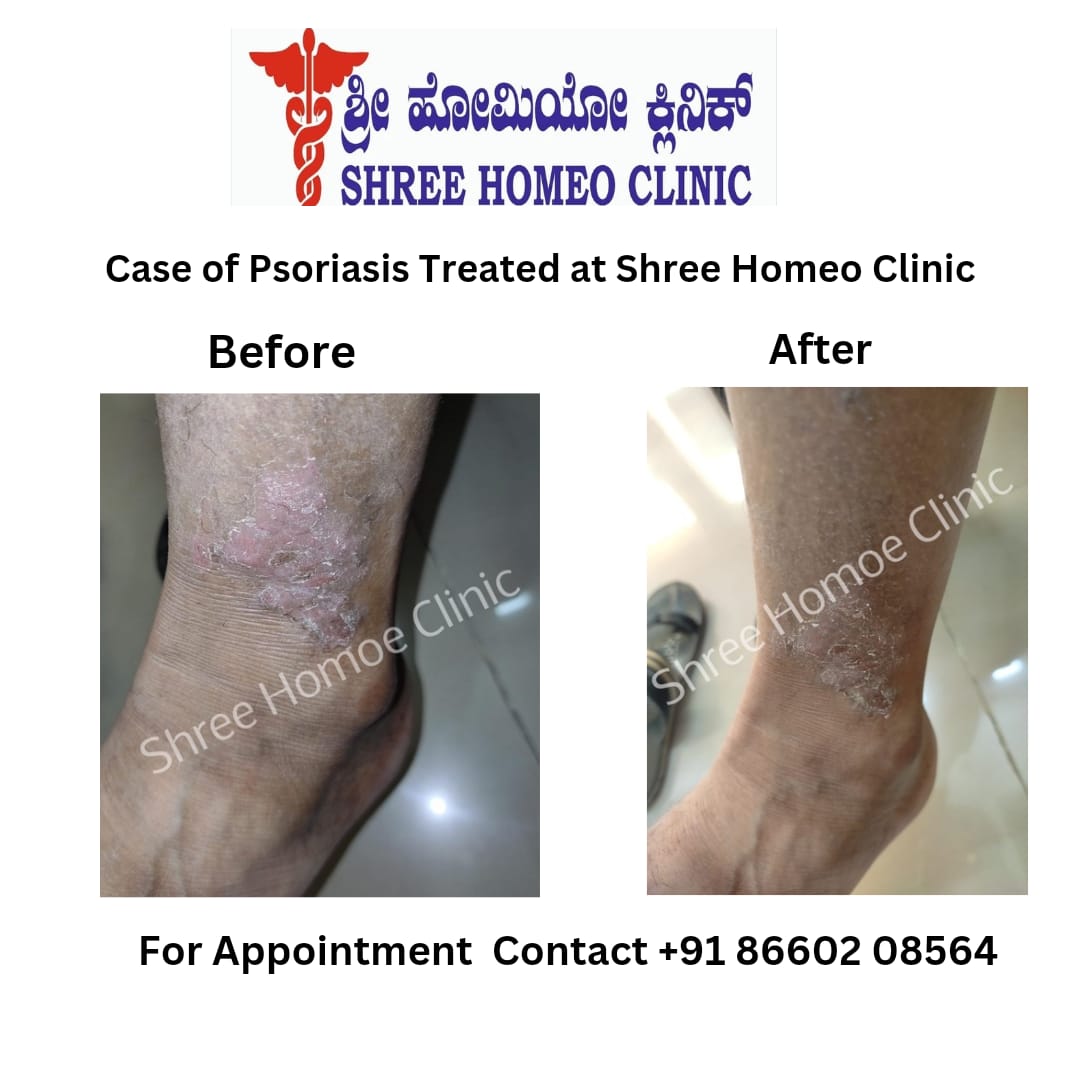 ಶ್ರೀ ಹೋಮಿಯೋ ಕ್ಲಿನಿಕ್
SHREE HOMEO CLINIC
Case of Psoriasis Treated at Shree Homeo Clinic
Before
After
Shree Homoe Clinic
Shree Homoe Clinic
For Appointment Contact +91 86602 08564